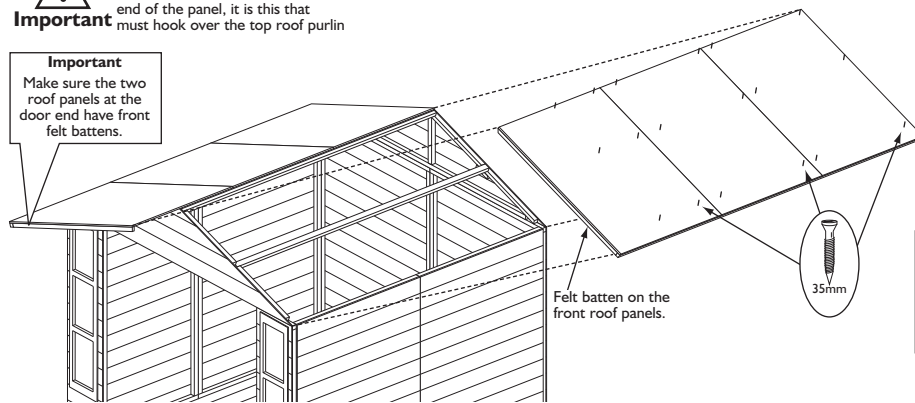 end of the panel, it is this that
Important must hook over the top roof purlin
Important
Make sure the two
roof panels at the
door end have front
felt battens.
35mm
Felt batten on the
front roof panels.